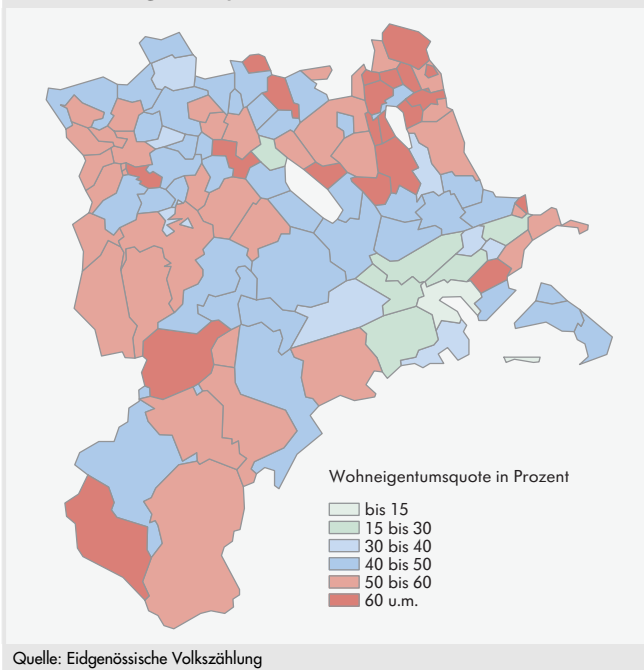 Wohneigentumsquote in Prozent
bis 15
15 bis 30
30 bis 40
40 bis 50
50 bis 60
60 u.m.
Quelle: Eidgenössische Volkszählung